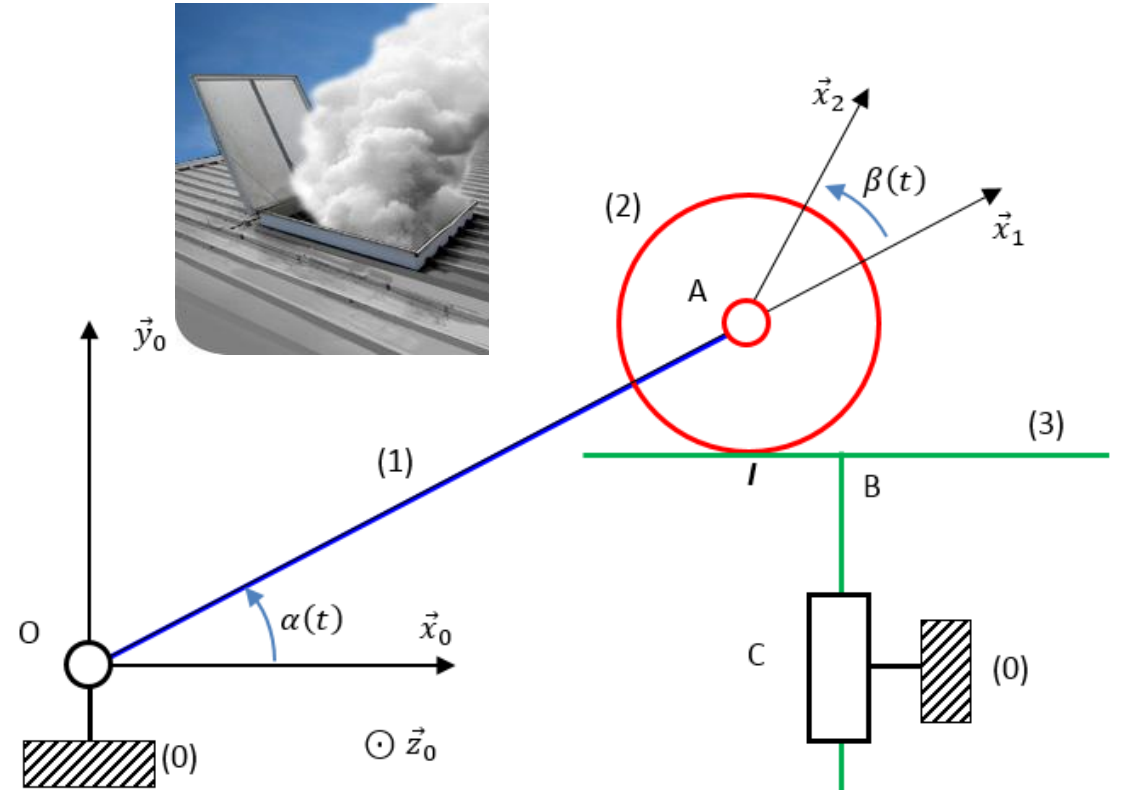 x⃗₂
β(t)
(2)
x⃗₁
A
y⃗₀
(3)
(1)
I
B
α(t)
x⃗₀
O
C
(0)
⊙ z⃗₀
(0)